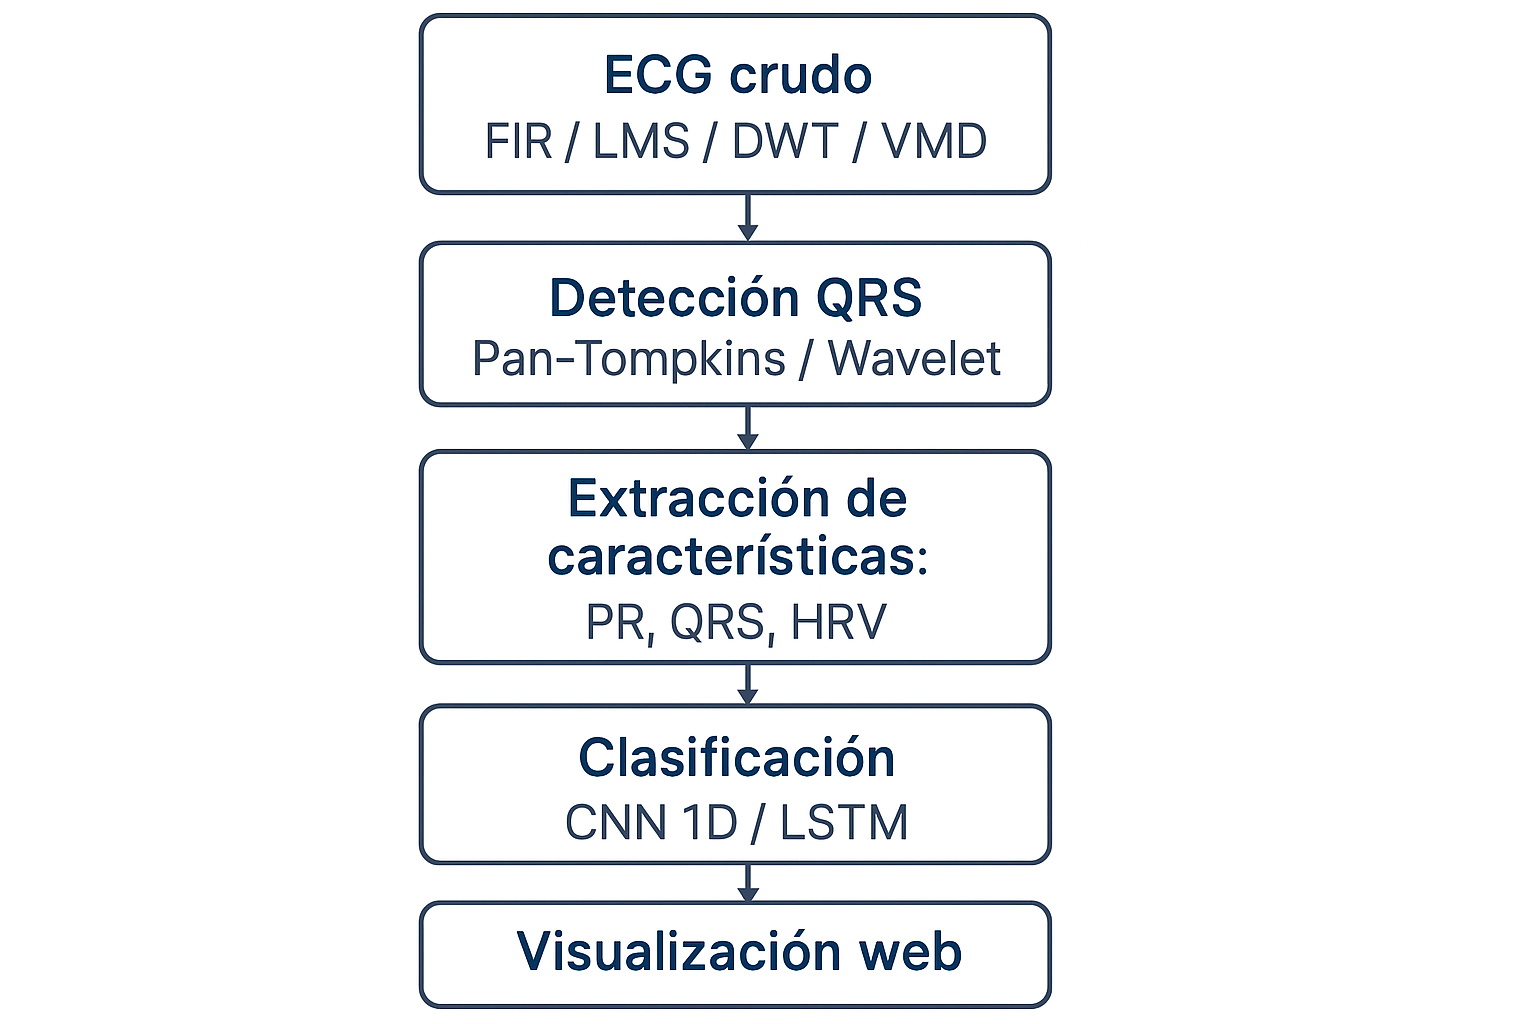 ECG crudo
FIR / LMS / DWT / VMD
Detección QRS
Pan-Tompkins / Wavelet
Extracción de
características:
PR, QRS, HRV
Clasificación
CNN 1D / LSTM
Visualización web